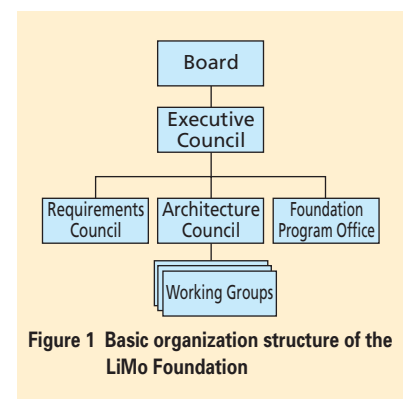 Board
Executive
Council
Requirements
Council
Architecture
Council
Foundation
Program Office
Working Groups
Figure 1 Basic organization structure of the
LiMo Foundation